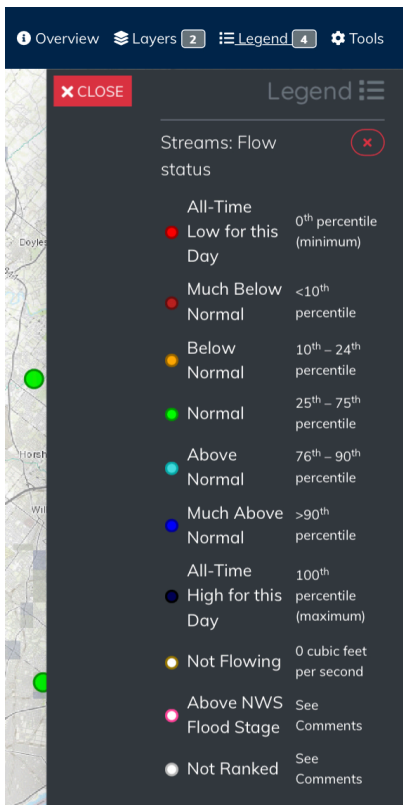 Overview Layers 2 Legend 4 Tools
CLOSE
Legend
Streams: Flow
status
All-Time
Low for this
Day
0th percentile
(minimum)
Much Below
Normal
<10th
percentile
Below
Normal
10th – 24th
percentile
Normal
25th – 75th
percentile
Above
Normal
76th – 90th
percentile
Much Above
Normal
>90th
percentile
All-Time
High for this
Day
100th
percentile
(maximum)
Not Flowing
0 cubic feet
per second
Above NWS
Flood Stage
See
Comments
Not Ranked
See
Comments
Doyles
Horsh
Wil